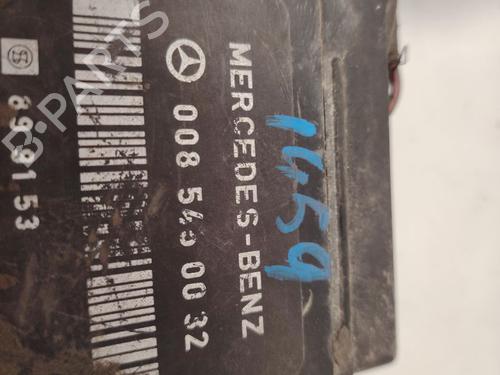 MERCEDES-BENZ
008 545 00 32
899153
1459
B-PARTS